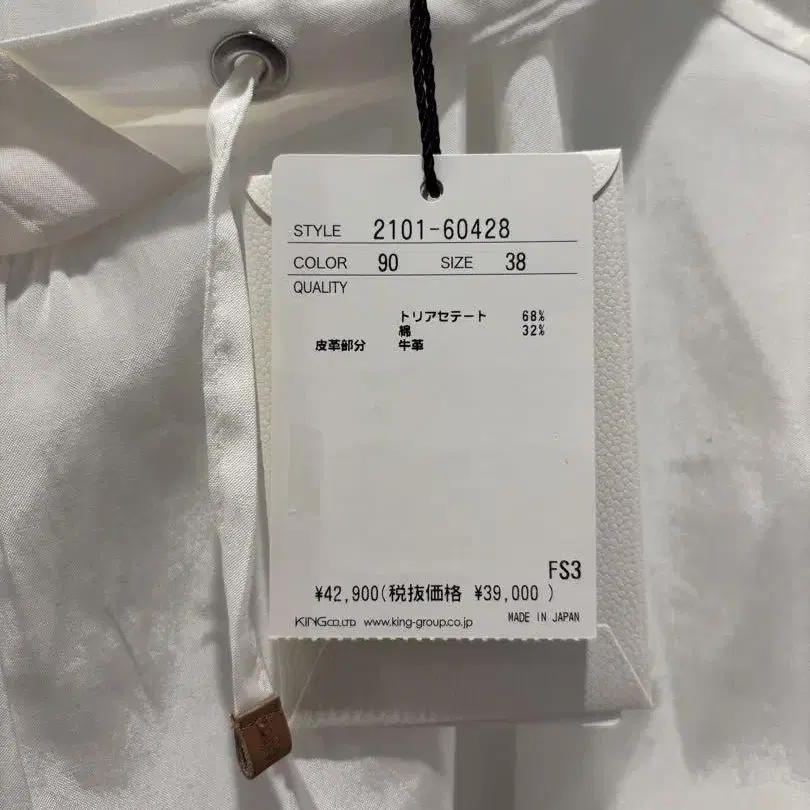 STYLE 2101-60428
COLOR 90 SIZE 38
QUALITY
トリアセテート 68%
綿 32%
皮革部分 牛革
FS3
¥42,900(税抜価格 ¥39,000 )
KING CO.,LTD www.king-group.co.jp MADE IN JAPAN